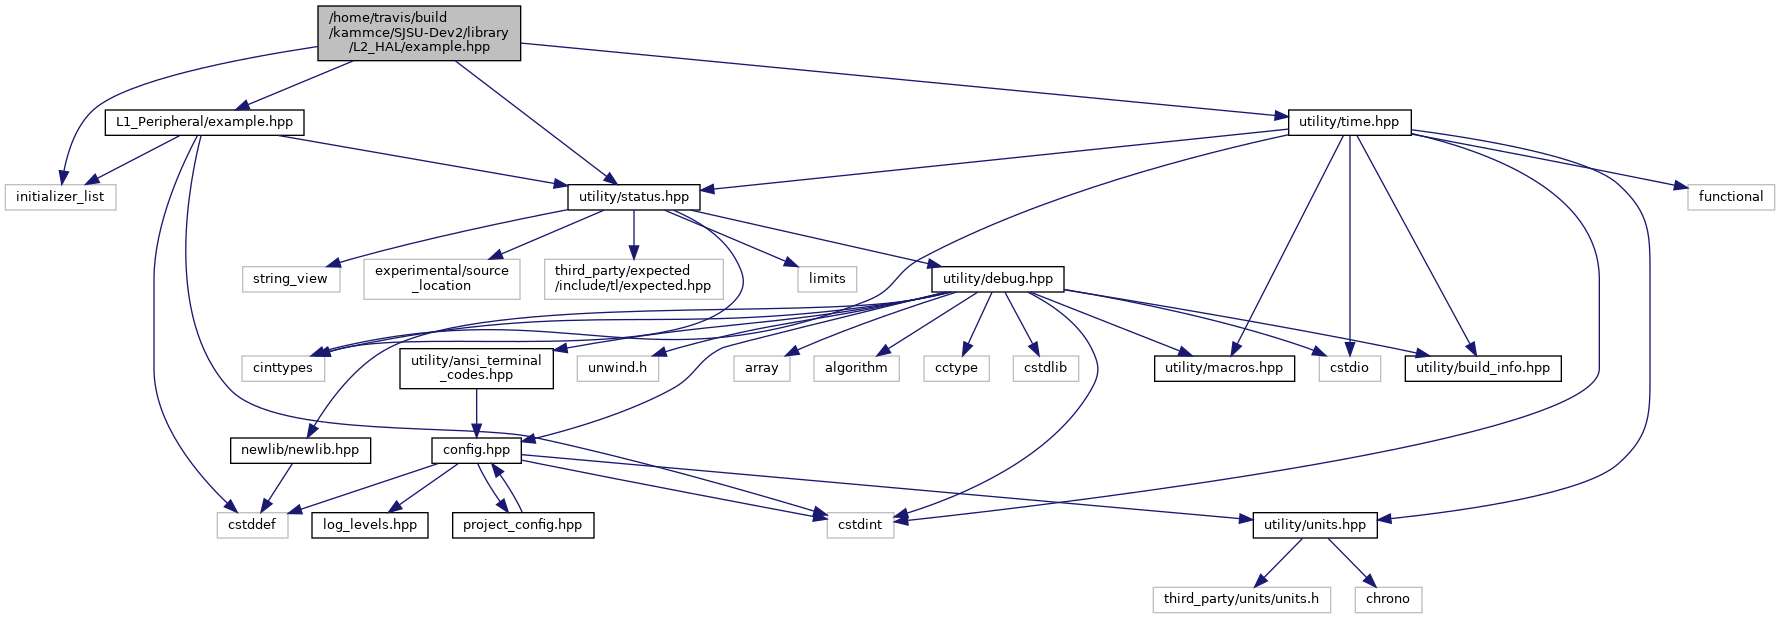 /home/travis/build
/kammce/SJSU-Dev2/library
/L2_HAL/example.hpp
L1_Peripheral/example.hpp
utility/time.hpp
initializer_list
utility/status.hpp
functional
string_view
experimental/source
_location
third_party/expected
/include/tl/expected.hpp
limits
utility/debug.hpp
cinttypes
utility/ansi_terminal
_codes.hpp
unwind.h
array
algorithm
cctype
cstdlib
utility/macros.hpp
cstdio
utility/build_info.hpp
newlib/newlib.hpp
config.hpp
cstddef
log_levels.hpp
project_config.hpp
cstdint
utility/units.hpp
third_party/units/units.h
chrono